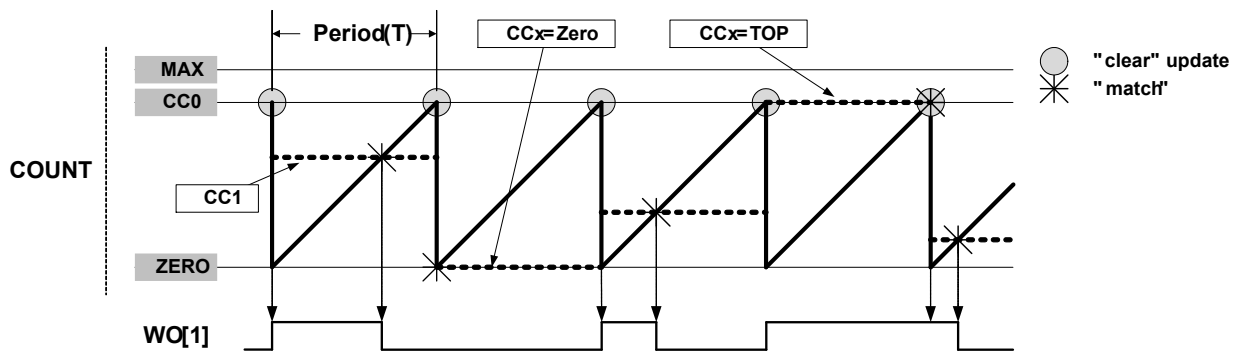 Period(T)
CCx=Zero
CCx=TOP
"clear" update
"match"
MAX
CC0
COUNT
CC1
ZERO
WO[1]